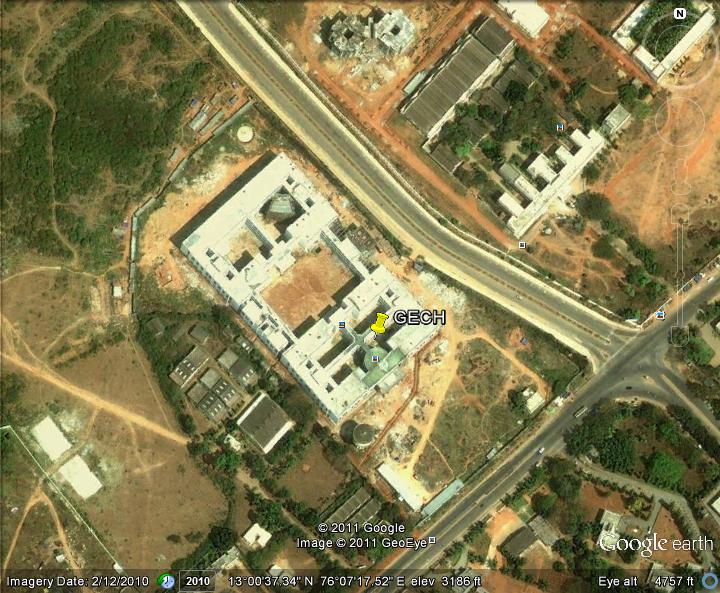 N
GECH
© 2011 Google
Image © 2011 GeoEye
Google earth
Imagery Date: 2/12/2010 2010 13°00'37.34" N 76°07'17.52" E elev 3186 ft Eye alt 4757 ft